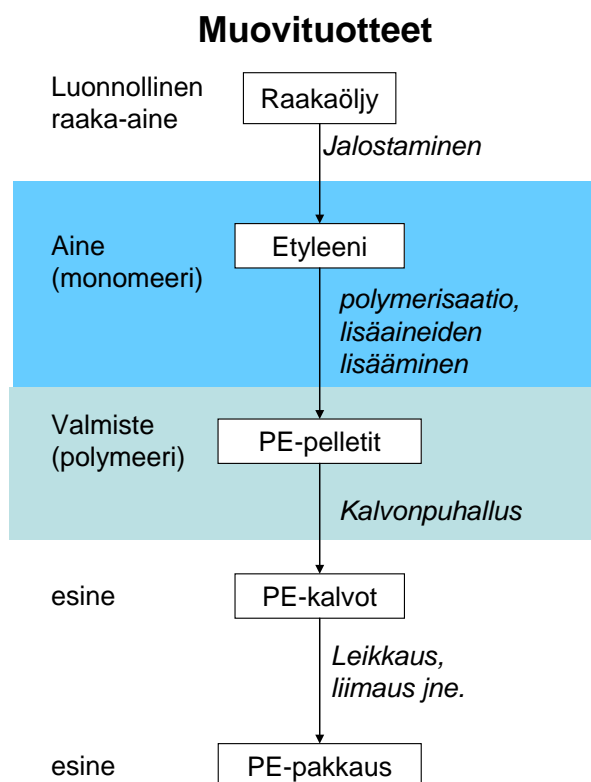 Muovituotteet
Luonnollinen
raaka-aine
Raakaöljy
Jalostaminen
Aine
(monomeeri)
Etyleeni
polymerisaatio,
lisäaineiden
lisääminen
Valmiste
(polymeeri)
PE-pelletit
Kalvonpuhallus
esine
PE-kalvot
Leikkaus,
liimaus jne.
esine
PE-pakkaus